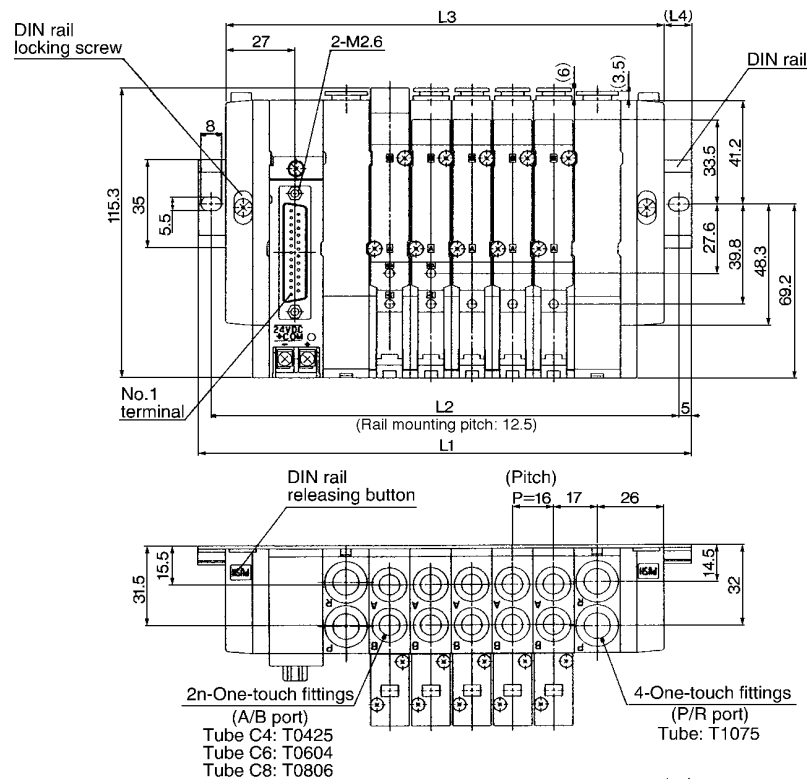 L3
(L4)
DIN rail
locking screw
27
2-M2.6
(6)
(3.5)
DIN rail
8
115.3
35
5.5
33.5
41.2
27.6
39.8
48.3
69.2
24VDC
+COM
- +
No.1
terminal
L2
5
(Rail mounting pitch: 12.5)
L1
DIN rail
releasing button
(Pitch)
P=16
17
26
31.5
15.5
14.5
32
PUSH
PUSH
R
A
A
A
A
A
R
P
B
B
B
B
B
P
2n-One-touch fittings
(A/B port)
Tube C4: T0425
Tube C6: T0604
Tube C8: T0806
4-One-touch fittings
(P/R port)
Tube: T1075